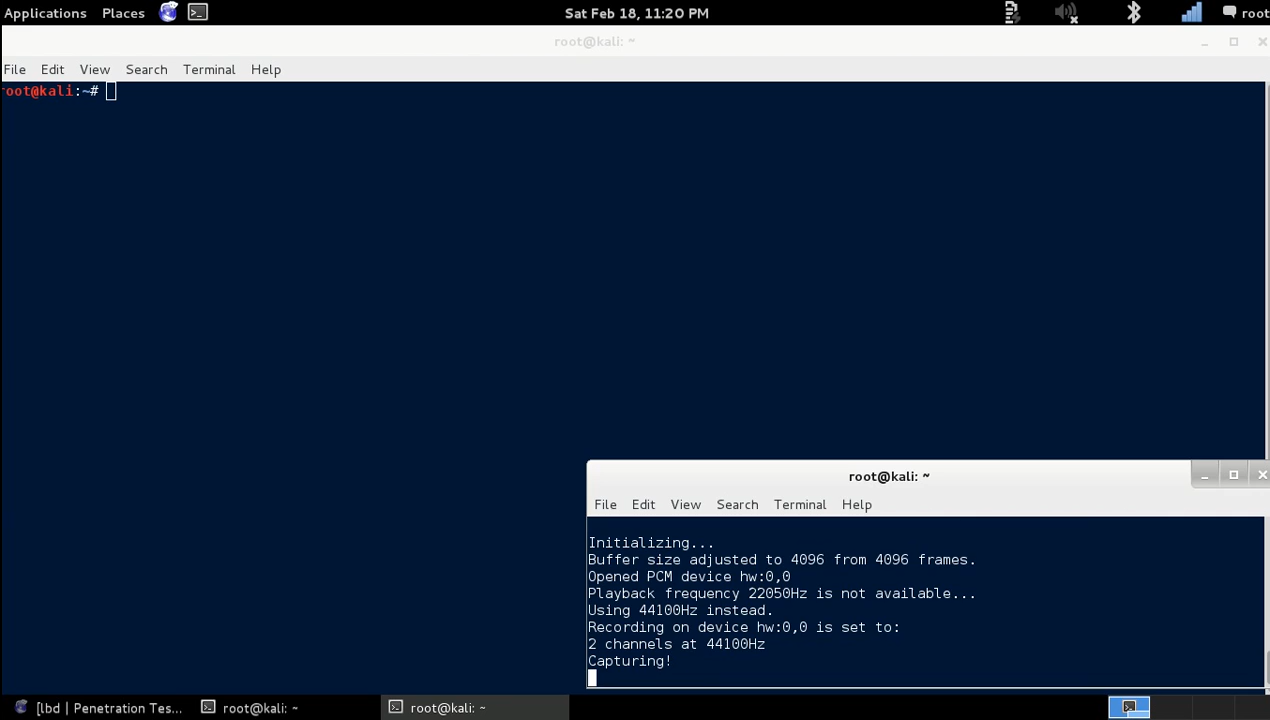 Applications Places Sat Feb 18, 11:20 PM root
root@kali: ~
File Edit View Search Terminal Help
root@kali:~#
root@kali: ~
File Edit View Search Terminal Help
Initializing...
Buffer size adjusted to 4096 from 4096 frames.
Opened PCM device hw:0,0
Playback frequency 22050Hz is not available...
Using 44100Hz instead.
Recording on device hw:0,0 is set to:
2 channels at 44100Hz
Capturing!
[lbd | Penetration Tes... root@kali: ~ root@kali: ~